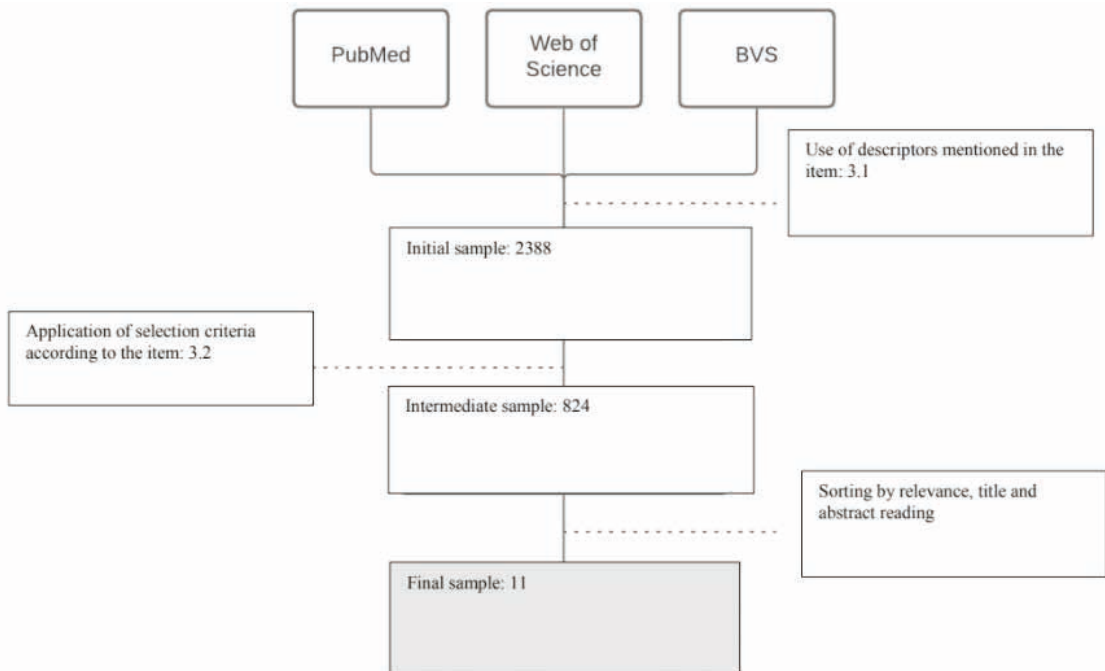 PubMed
Web of
Science
BVS
Use of descriptors mentioned in the
item: 3.1
Initial sample: 2388
Application of selection criteria
according to the item: 3.2
Intermediate sample: 824
Sorting by relevance, title and
abstract reading
Final sample: 11